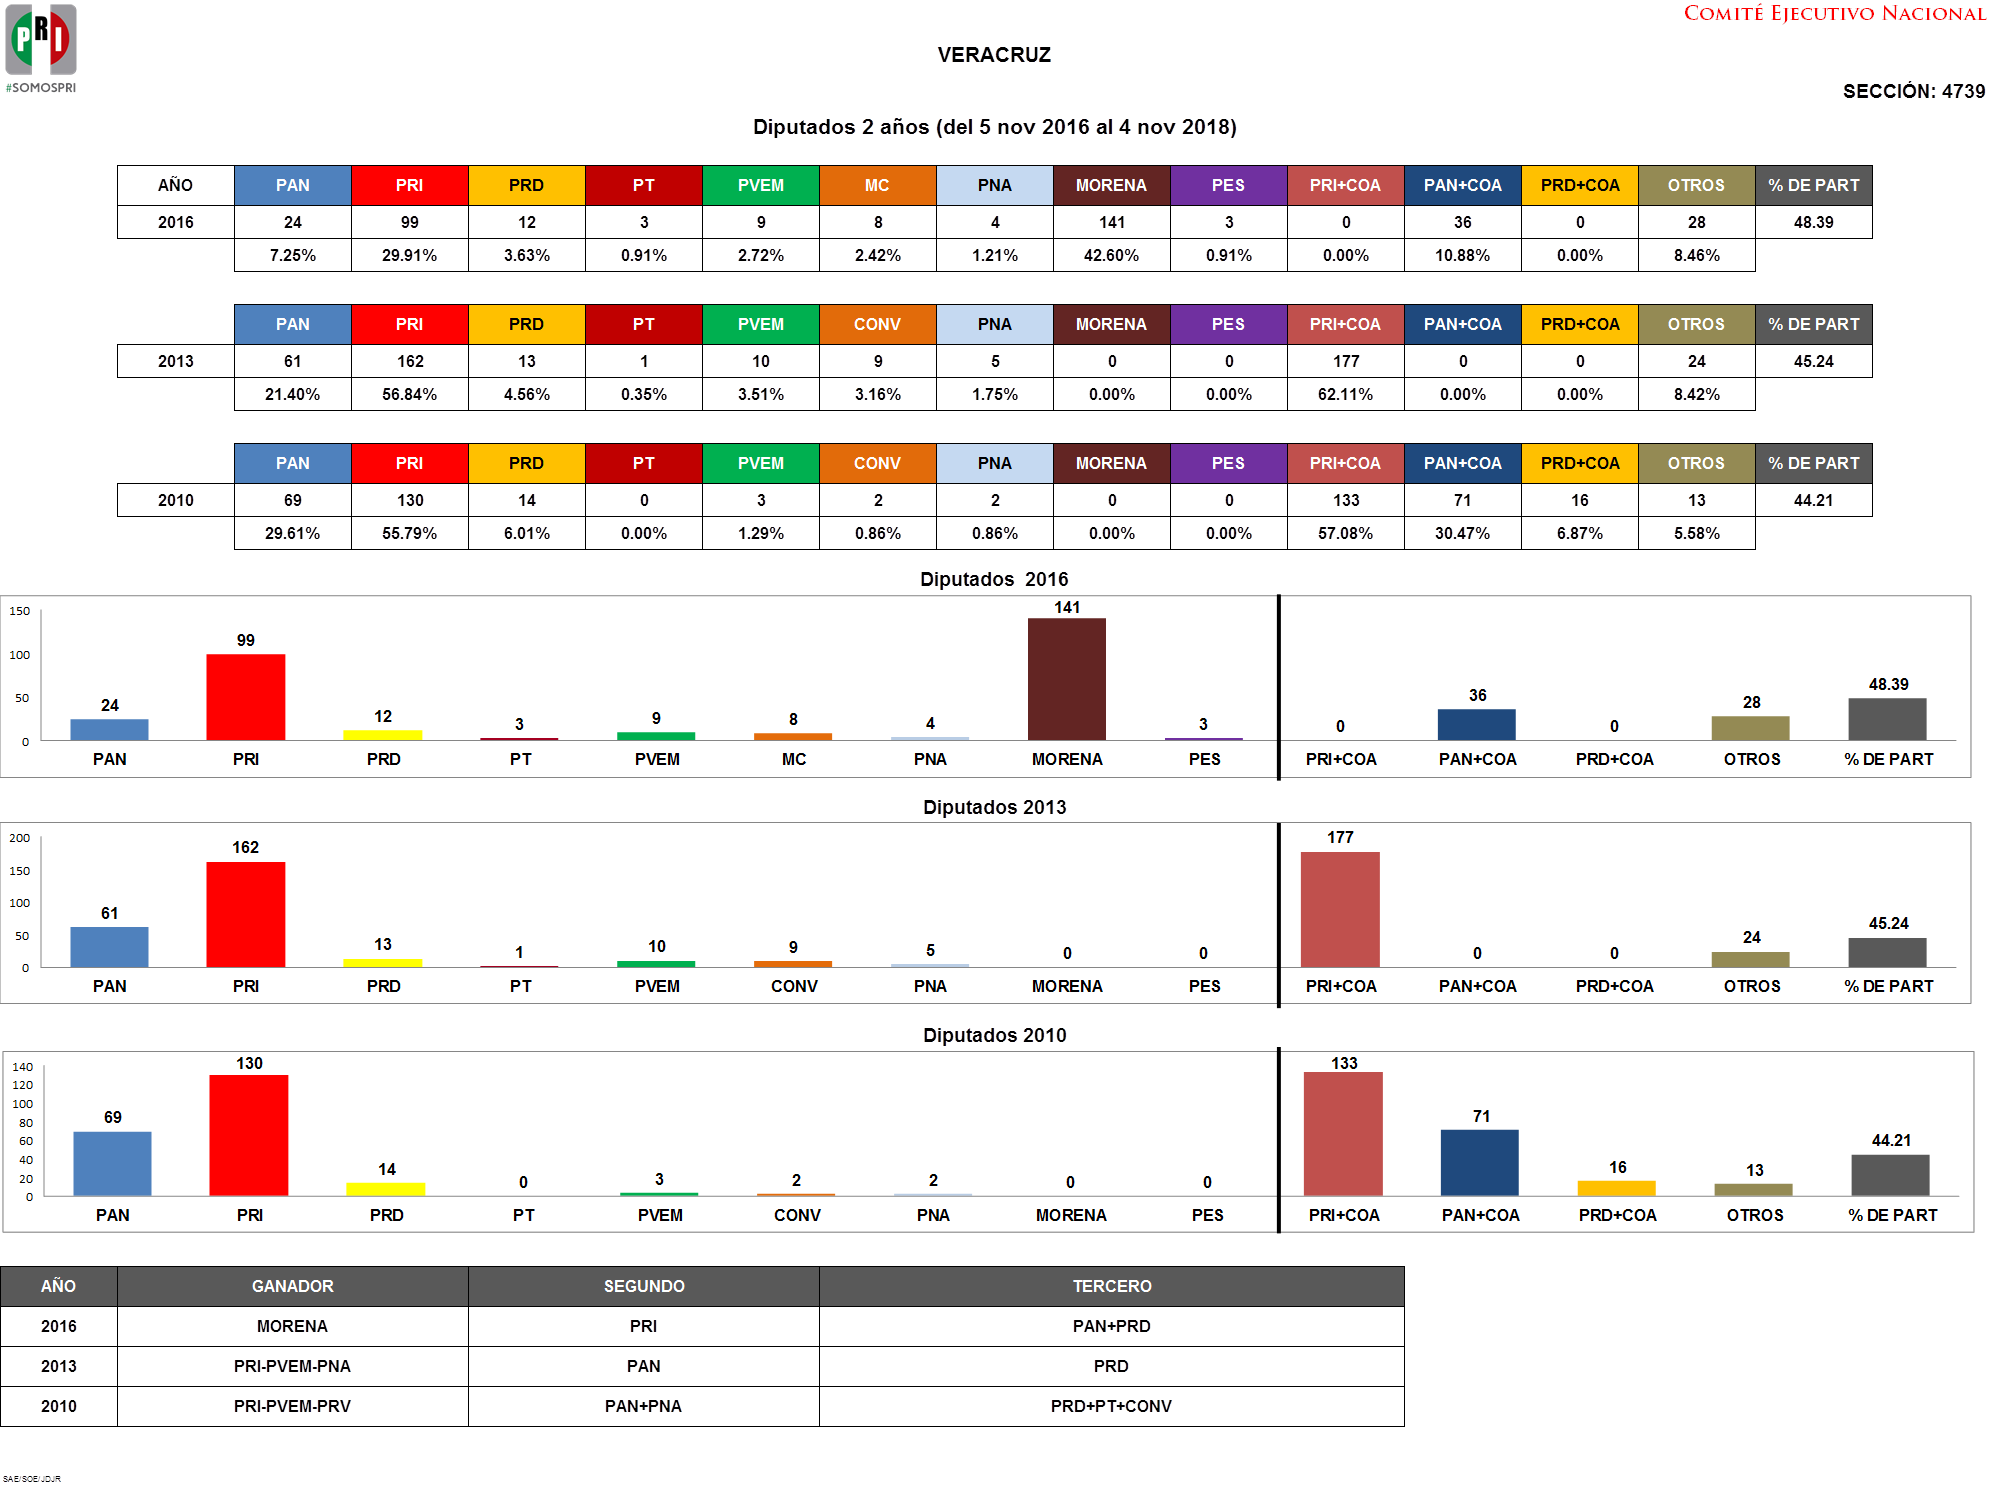 PRI
#SOMOSPRI
COMITÉ EJECUTIVO NACIONAL
VERACRUZ
SECCIÓN: 4739
Diputados 2 años (del 5 nov 2016 al 4 nov 2018)
AÑO PAN PRI PRD PT PVEM MC PNA MORENA PES PRI+COA PAN+COA PRD+COA OTROS % DE PART
2016 24 99 12 3 9 8 4 141 3 0 36 0 28 48.39
7.25% 29.91% 3.63% 0.91% 2.72% 2.42% 1.21% 42.60% 0.91% 0.00% 10.88% 0.00% 8.46%
PAN PRI PRD PT PVEM CONV PNA MORENA PES PRI+COA PAN+COA PRD+COA OTROS % DE PART
2013 61 162 13 1 10 9 5 0 0 177 0 0 24 45.24
21.40% 56.84% 4.56% 0.35% 3.51% 3.16% 1.75% 0.00% 0.00% 62.11% 0.00% 0.00% 8.42%
PAN PRI PRD PT PVEM CONV PNA MORENA PES PRI+COA PAN+COA PRD+COA OTROS % DE PART
2010 69 130 14 0 3 2 2 0 0 133 71 16 13 44.21
29.61% 55.79% 6.01% 0.00% 1.29% 0.86% 0.86% 0.00% 0.00% 57.08% 30.47% 6.87% 5.58%
Diputados  2016
150
100
50
0
24 99 12 3 9 8 4 141 3 0 36 0 28 48.39
PAN PRI PRD PT PVEM MC PNA MORENA PES PRI+COA PAN+COA PRD+COA OTROS % DE PART
Diputados 2013
200
150
100
50
0
61 162 13 1 10 9 5 0 0 177 0 0 24 45.24
PAN PRI PRD PT PVEM CONV PNA MORENA PES PRI+COA PAN+COA PRD+COA OTROS % DE PART
Diputados 2010
140
120
100
80
60
40
20
0
69 130 14 0 3 2 2 0 0 133 71 16 13 44.21
PAN PRI PRD PT PVEM CONV PNA MORENA PES PRI+COA PAN+COA PRD+COA OTROS % DE PART
AÑO GANADOR SEGUNDO TERCERO
2016 MORENA PRI PAN+PRD
2013 PRI-PVEM-PNA PAN PRD
2010 PRI-PVEM-PRV PAN+PNA PRD+PT+CONV
SAE/SOE/JDJR